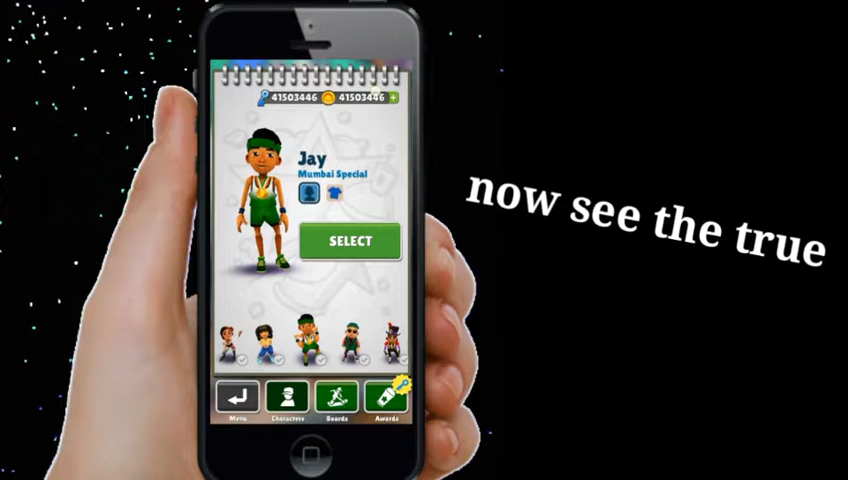 41503446 41503446
Jay
Mumbai Special
SELECT
Menu Characters Boards Awards
now see the true